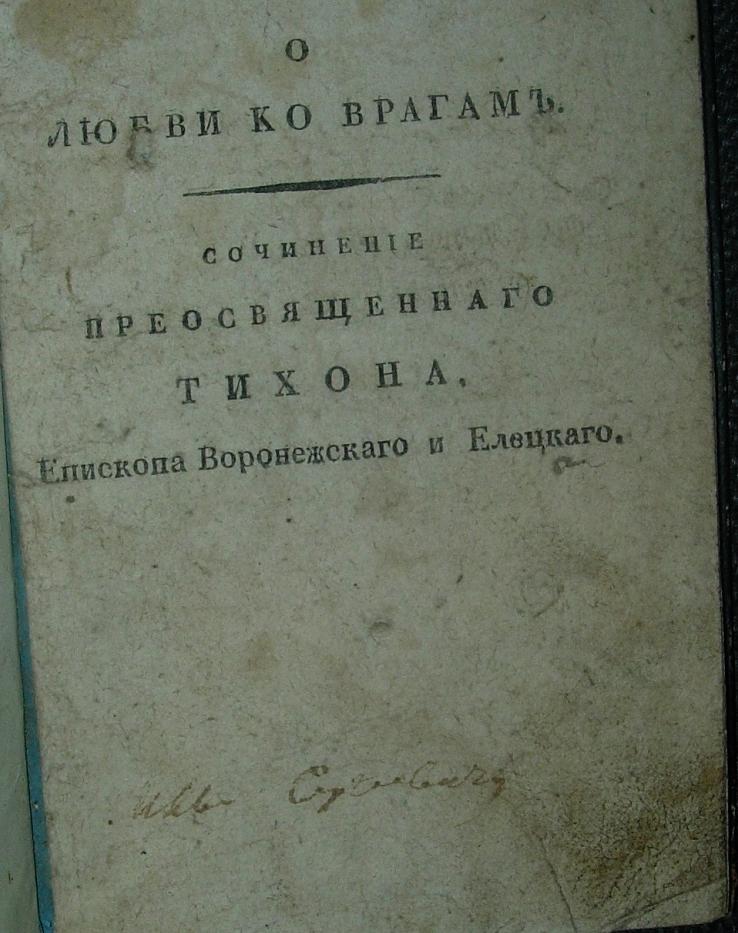 О
ЛЮБВИ КО ВРАГАМЪ.
СОЧИНЕНІЕ
ПРЕОСВЯЩЕННАГО
ТИХОНА,
Епископа Воронежскаго и Елецкаго.